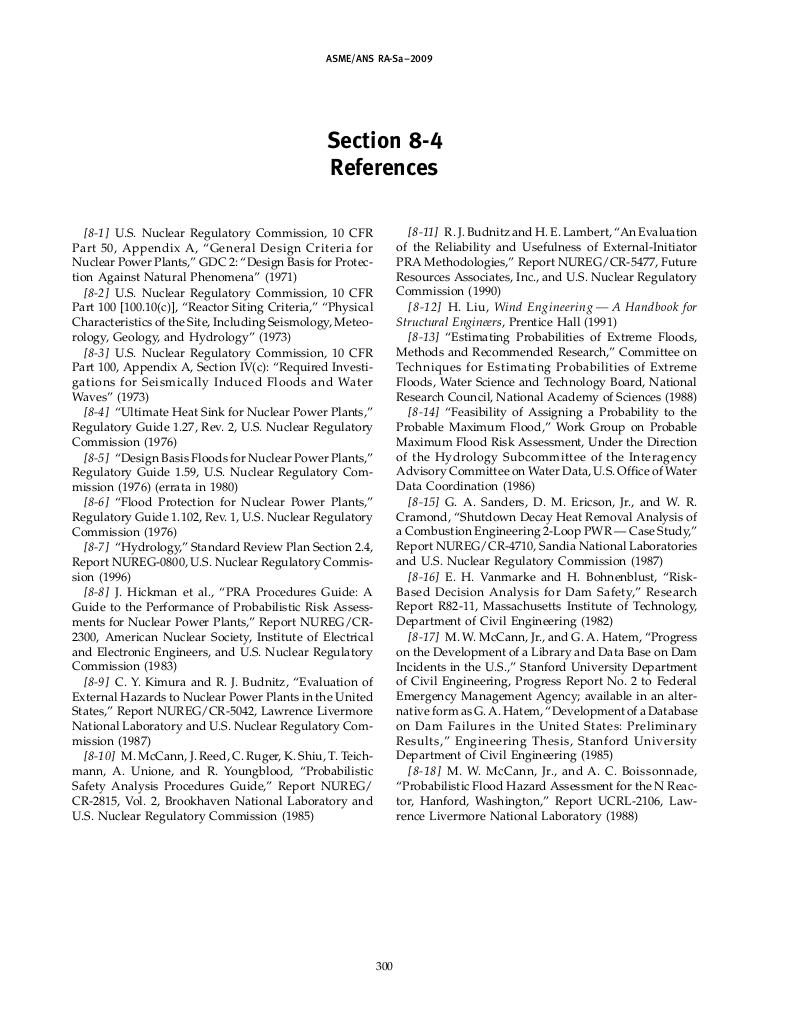 ASME/ANS RA-Sa–2009
Section 8-4
References
[8-1] U.S. Nuclear Regulatory Commission, 10 CFR
Part 50, Appendix A, “General Design Criteria for
Nuclear Power Plants,” GDC 2: “Design Basis for Protec-
tion Against Natural Phenomena” (1971)
[8-2] U.S. Nuclear Regulatory Commission, 10 CFR
Part 100 [100.10(c)], “Reactor Siting Criteria,” “Physical
Characteristics of the Site, Including Seismology, Meteo-
rology, Geology, and Hydrology” (1973)
[8-3] U.S. Nuclear Regulatory Commission, 10 CFR
Part 100, Appendix A, Section IV(c): “Required Investi-
gations for Seismically Induced Floods and Water
Waves” (1973)
[8-4] “Ultimate Heat Sink for Nuclear Power Plants,”
Regulatory Guide 1.27, Rev. 2, U.S. Nuclear Regulatory
Commission (1976)
[8-5] “Design Basis Floods for Nuclear Power Plants,”
Regulatory Guide 1.59, U.S. Nuclear Regulatory Com-
mission (1976) (errata in 1980)
[8-6] “Flood Protection for Nuclear Power Plants,”
Regulatory Guide 1.102, Rev. 1, U.S. Nuclear Regulatory
Commission (1976)
[8-7] “Hydrology,” Standard Review Plan Section 2.4,
Report NUREG-0800, U.S. Nuclear Regulatory Commis-
sion (1996)
[8-8] J. Hickman et al., “PRA Procedures Guide: A
Guide to the Performance of Probabilistic Risk Assess-
ments for Nuclear Power Plants,” Report NUREG/CR-
2300, American Nuclear Society, Institute of Electrical
and Electronic Engineers, and U.S. Nuclear Regulatory
Commission (1983)
[8-9] C. Y. Kimura and R. J. Budnitz, “Evaluation of
External Hazards to Nuclear Power Plants in the United
States,” Report NUREG/CR-5042, Lawrence Livermore
National Laboratory and U.S. Nuclear Regulatory Com-
mission (1987)
[8-10] M. McCann, J. Reed, C. Ruger, K. Shiu, T. Teich-
mann, A. Unione, and R. Youngblood, “Probabilistic
Safety Analysis Procedures Guide,” Report NUREG/
CR-2815, Vol. 2, Brookhaven National Laboratory and
U.S. Nuclear Regulatory Commission (1985)
[8-11] R. J. Budnitz and H. E. Lambert, “An Evaluation
of the Reliability and Usefulness of External-Initiator
PRA Methodologies,” Report NUREG/CR-5477, Future
Resources Associates, Inc., and U.S. Nuclear Regulatory
Commission (1990)
[8-12] H. Liu, Wind Engineering — A Handbook for
Structural Engineers, Prentice Hall (1991)
[8-13] “Estimating Probabilities of Extreme Floods,
Methods and Recommended Research,” Committee on
Techniques for Estimating Probabilities of Extreme
Floods, Water Science and Technology Board, National
Research Council, National Academy of Sciences (1988)
[8-14] “Feasibility of Assigning a Probability to the
Probable Maximum Flood,” Work Group on Probable
Maximum Flood Risk Assessment, Under the Direction
of the Hydrology Subcommittee of the Interagency
Advisory Committee on Water Data, U.S. Office of Water
Data Coordination (1986)
[8-15] G. A. Sanders, D. M. Ericson, Jr., and W. R.
Cramond, “Shutdown Decay Heat Removal Analysis of
a Combustion Engineering 2-Loop PWR — Case Study,”
Report NUREG/CR-4710, Sandia National Laboratories
and U.S. Nuclear Regulatory Commission (1987)
[8-16] E. H. Vanmarke and H. Bohnenblust, “Risk-
Based Decision Analysis for Dam Safety,” Research
Report R82-11, Massachusetts Institute of Technology,
Department of Civil Engineering (1982)
[8-17] M. W. McCann, Jr., and G. A. Hatem, “Progress
on the Development of a Library and Data Base on Dam
Incidents in the U.S.,” Stanford University Department
of Civil Engineering, Progress Report No. 2 to Federal
Emergency Management Agency; available in an alter-
native form as G. A. Hatem, “Development of a Database
on Dam Failures in the United States: Preliminary
Results,” Engineering Thesis, Stanford University
Department of Civil Engineering (1985)
[8-18] M. W. McCann, Jr., and A. C. Boissonnade,
“Probabilistic Flood Hazard Assessment for the N Reac-
tor, Hanford, Washington,” Report UCRL-2106, Law-
rence Livermore National Laboratory (1988)
300